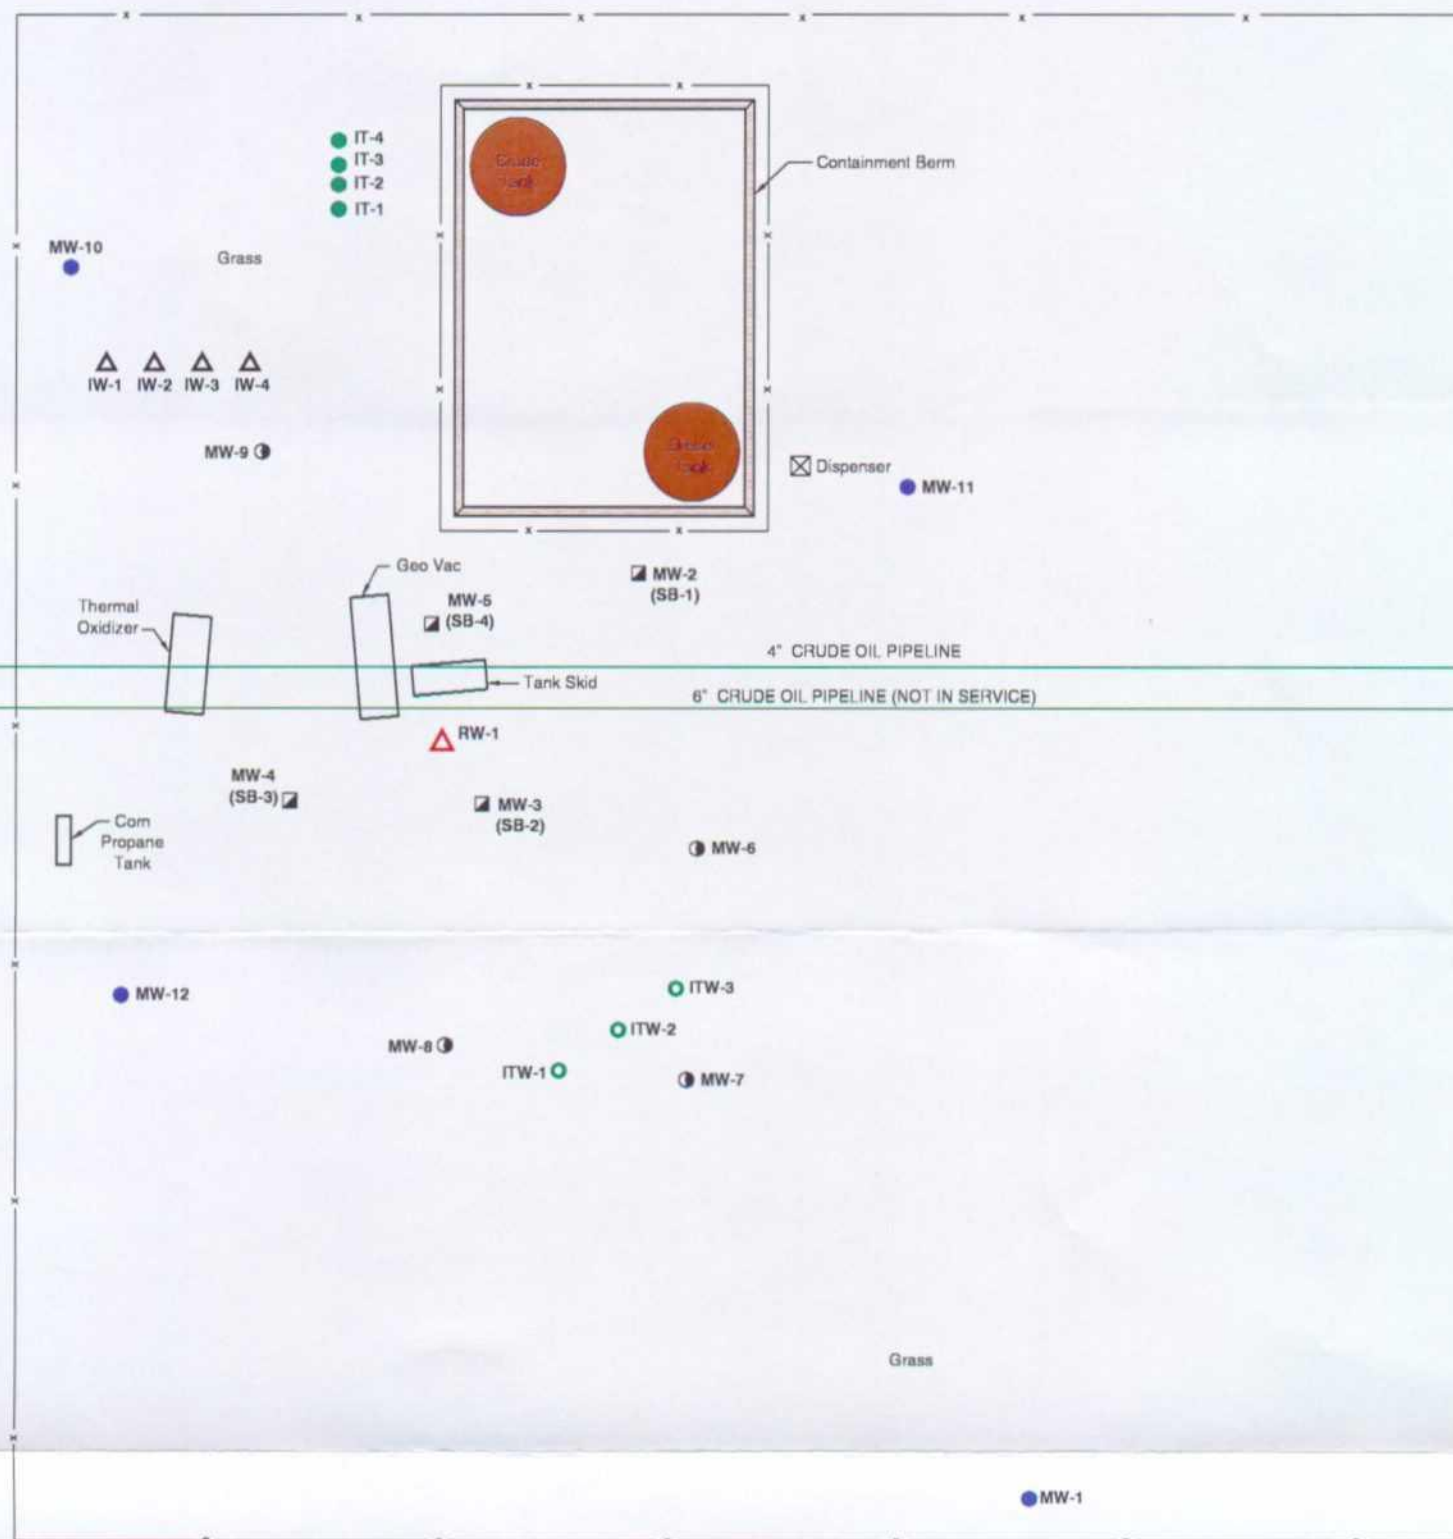 IT-4
IT-3
IT-2
IT-1
Crude
Tank
Containment Berm
MW-10
Grass
IW-1
IW-2
IW-3
IW-4
MW-9
Tank
Dispenser
MW-11
Geo Vac
MW-2
(SB-1)
Thermal
Oxidizer
MW-5
(SB-4)
4" CRUDE OIL PIPELINE
Tank Skid
6" CRUDE OIL PIPELINE (NOT IN SERVICE)
RW-1
MW-4
(SB-3)
MW-3
(SB-2)
Com
Propane
Tank
MW-6
MW-12
ITW-3
ITW-2
MW-8
ITW-1
MW-7
Grass
MW-1